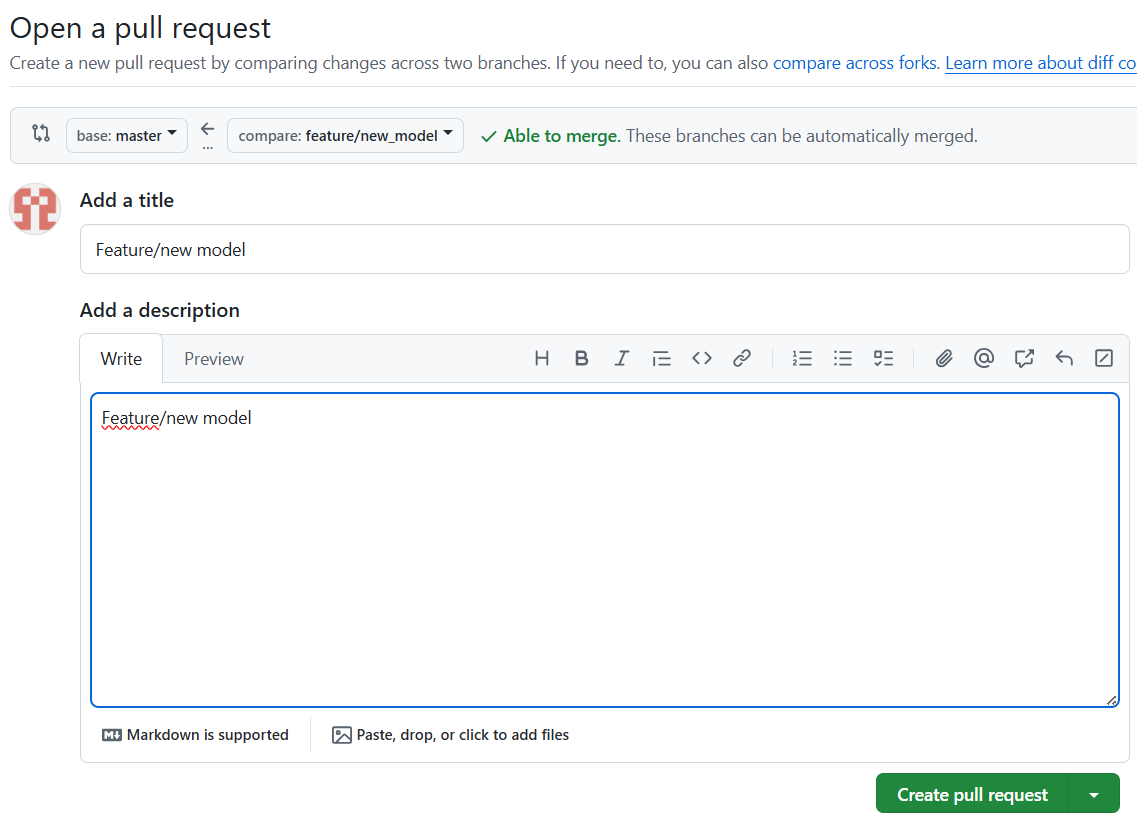 Open a pull request
Create a new pull request by comparing changes across two branches. If you need to, you can also compare across forks. Learn more about diff co
base: master ← compare: feature/new_model ✓ Able to merge. These branches can be automatically merged.
...
Add a title
Feature/new model
Add a description
Write Preview H B I <> @
Feature/new model
M↓ Markdown is supported Paste, drop, or click to add files
Create pull request